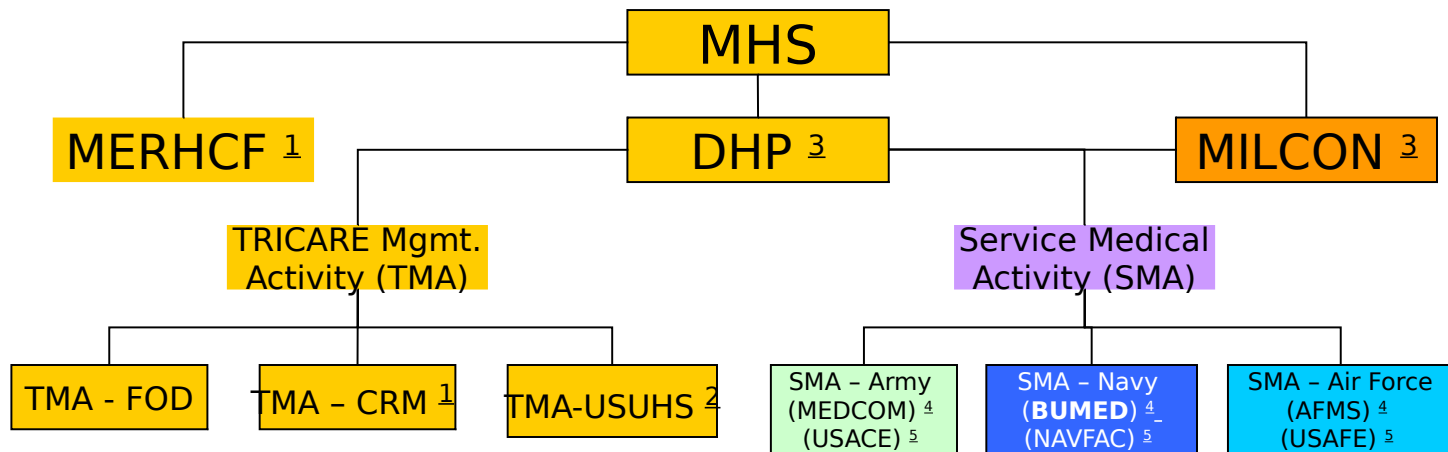 MHS
MERHCF 1
DHP 3
MILCON 3
TRICARE Mgmt.
Activity (TMA)
Service Medical
Activity (SMA)
TMA - FOD
TMA – CRM 1
TMA-USUHS 2
SMA – Army
(MEDCOM) 4
(USACE) 5
SMA – Navy
(BUMED) 4
(NAVFAC) 5
SMA – Air Force
(AFMS) 4
(USAFE) 5